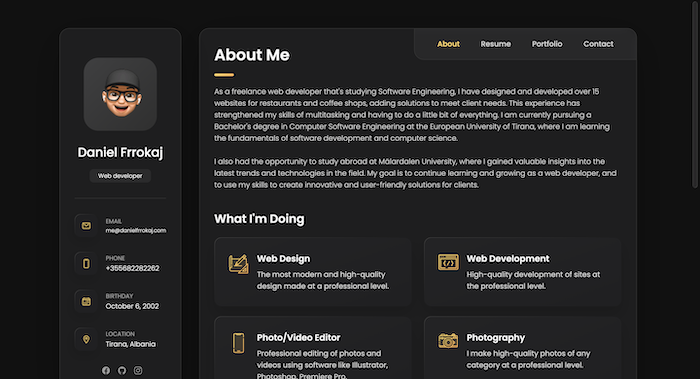 Daniel Frrokaj
Web developer
EMAIL
me@danielfrrokaj.com
PHONE
+355682282262
BIRTHDAY
October 6, 2002
LOCATION
Tirana, Albania
About
Resume
Portfolio
Contact
About Me
As a freelance web developer that's studying Software Engineering, I have designed and developed over 15
websites for restaurants and coffee shops, adding solutions to meet client needs. This experience has
strengthened my skills of multitasking and having to do a little bit of everything. I am currently pursuing a
Bachelor's degree in Computer Software Engineering at the European University of Tirana, where I am learning
the fundamentals of software development and computer science.
I also had the opportunity to study abroad at Mälardalen University, where I gained valuable insights into the
latest trends and technologies in the field. My goal is to continue learning and growing as a web developer, and
to use my skills to create innovative and user-friendly solutions for clients.
What I'm Doing
Web Design
The most modern and high-quality
design made at a professional level.
Web Development
High-quality development of sites at
the professional level.
Photo/Video Editor
Professional editing of photos and
videos using software like Illustrator,
Photoshop, Premiere Pro.
Photography
I make high-quality photos of any
category at a professional level.